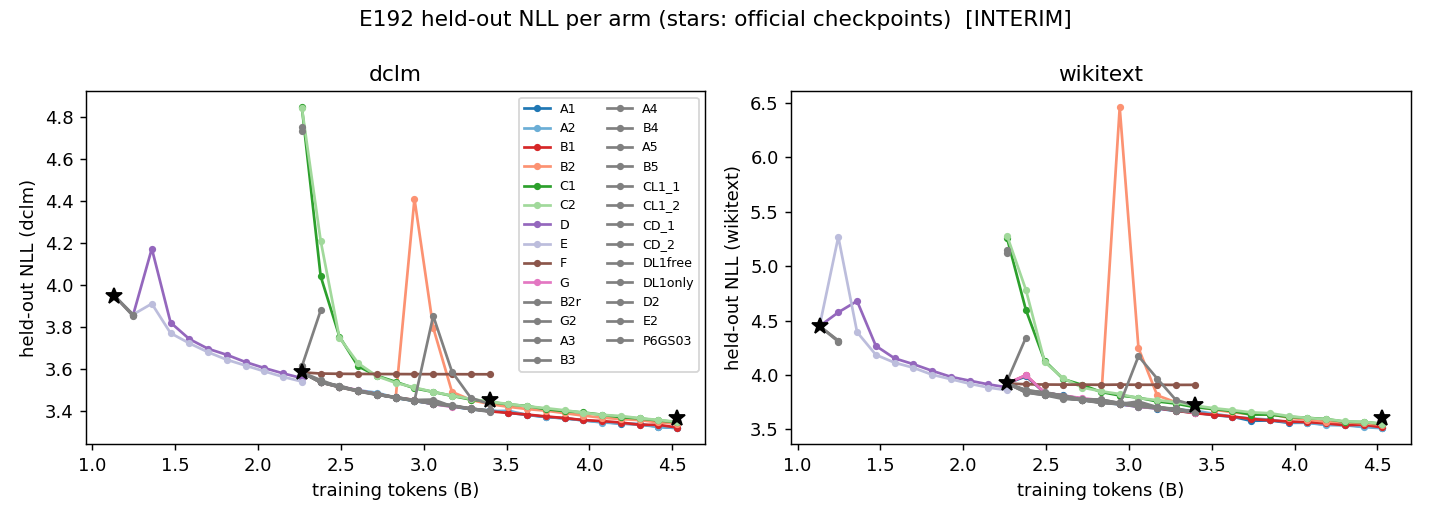 E192 held-out NLL per arm (stars: official checkpoints)  [INTERIM]
dclm
held-out NLL (dclm)
4.8
4.6
4.4
4.2
4.0
3.8
3.6
3.4
A1
A2
B1
B2
C1
C2
D
E
F
G
B2r
G2
A3
B3
A4
B4
A5
B5
CL1_1
CL1_2
CD_1
CD_2
DL1free
DL1only
D2
E2
P6GS03
1.0 1.5 2.0 2.5 3.0 3.5 4.0 4.5
training tokens (B)
wikitext
held-out NLL (wikitext)
6.5
6.0
5.5
5.0
4.5
4.0
3.5
1.0 1.5 2.0 2.5 3.0 3.5 4.0 4.5
training tokens (B)